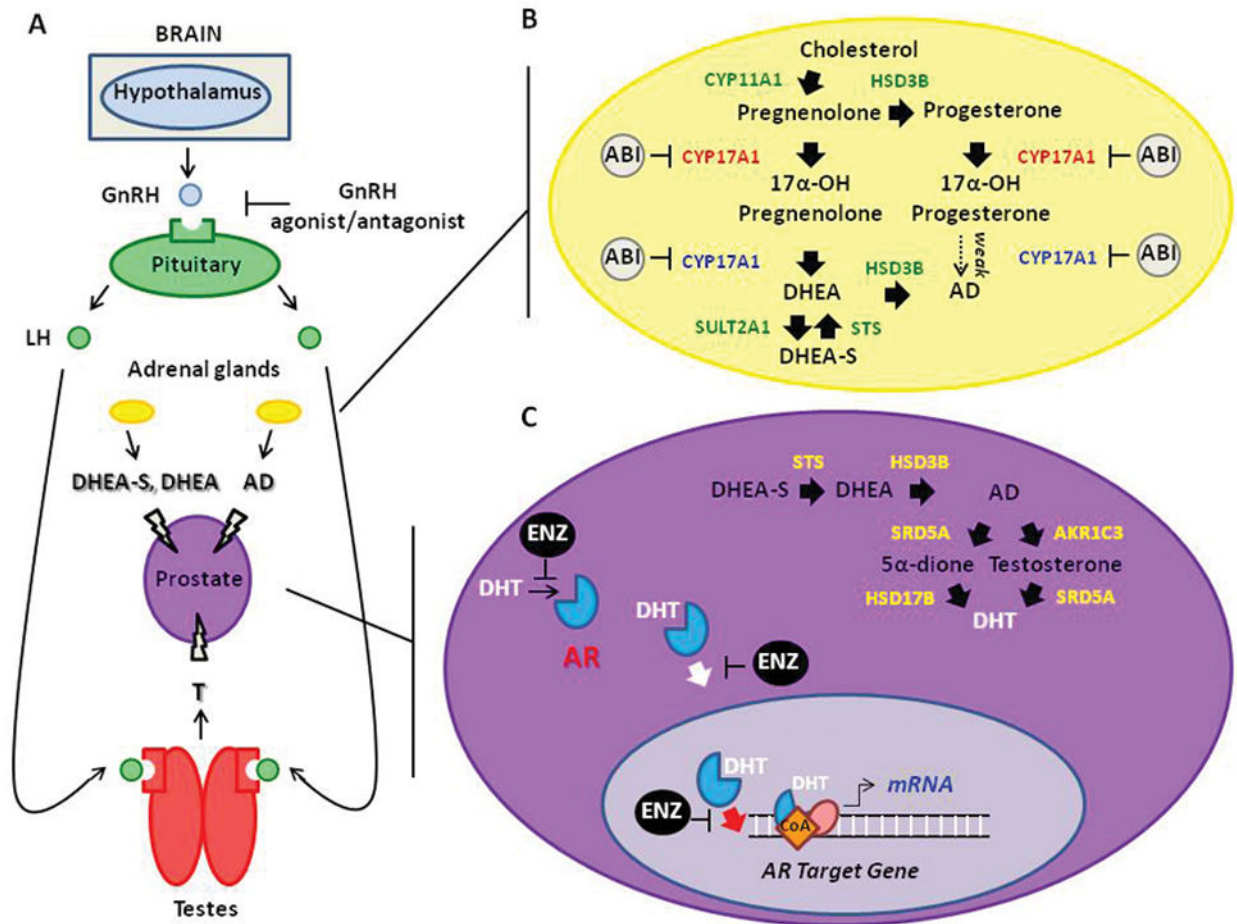 A
BRAIN
Hypothalamus
GnRH
GnRH
agonist/antagonist
Pituitary
LH
Adrenal glands
DHEA-S, DHEA AD
Prostate
T
Testes
B
Cholesterol
CYP11A1 HSD3B
Pregnenolone Progesterone
ABI CYP17A1 CYP17A1 ABI
17α-OH 17α-OH
Pregnenolone Progesterone
weak
ABI CYP17A1 HSD3B CYP17A1 ABI
DHEA AD
SULT2A1 STS
DHEA-S
C
STS HSD3B
DHEA-S DHEA AD
SRD5A AKR1C3
5α-dione Testosterone
HSD17B SRD5A
DHT
ENZ
DHT
AR
DHT
ENZ
DHT
ENZ
DHT
CoA
mRNA
AR Target Gene